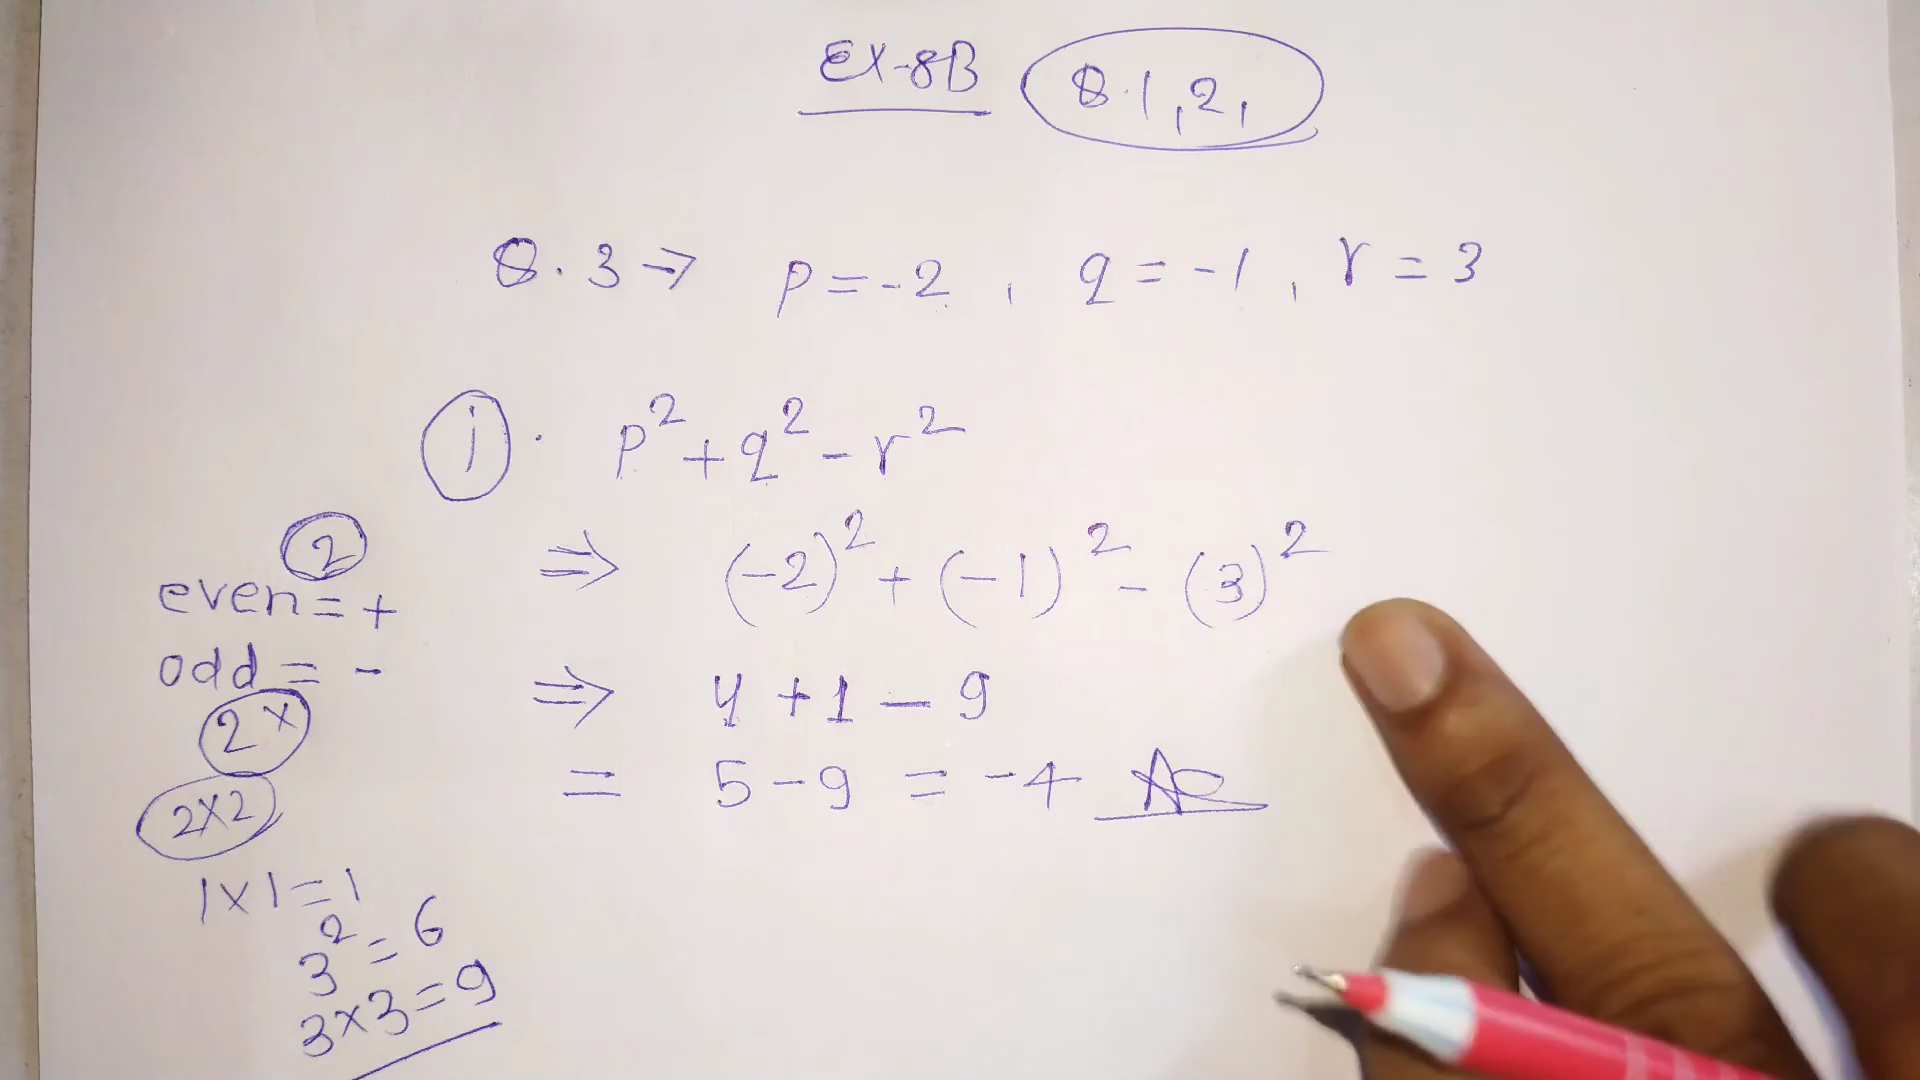 EX-8B Q.1,2,
Q.3→ p=-2, q=-1, r=3
i. p²+q²-r²
⇒ (-2)²+(-1)²-(3)²
⇒ 4+1-9
= 5-9=-4
2
even=+
odd=-
2×
2×2
1×1=1
3²=6
3×3=9